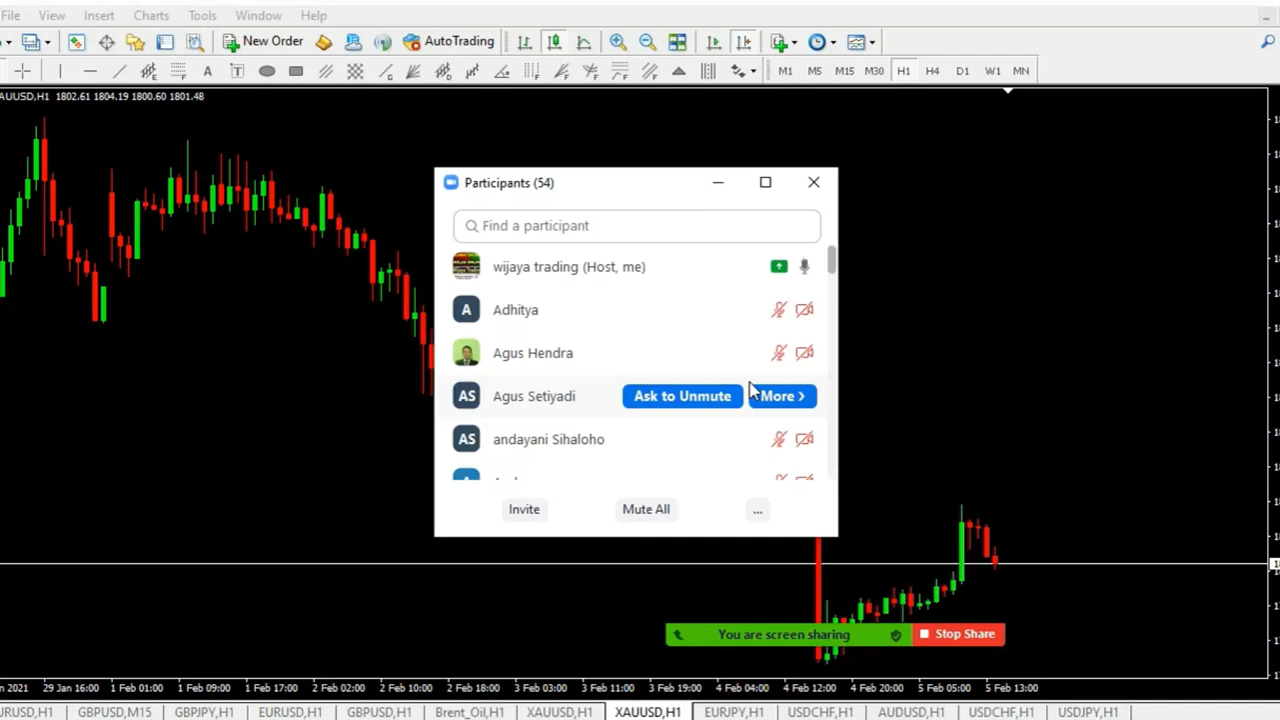 File View Insert Charts Tools Window Help
New Order AutoTrading
A T M1 M5 M15 M30 H1 H4 D1 W1 MN
AUUSD,H1 1802.61 1804.19 1800.60 1801.48
Participants (54)
Find a participant
wijaya trading (Host, me)
A Adhitya
Agus Hendra
AS Agus Setiyadi Ask to Unmute More >
AS andayani Sihaloho
Invite Mute All ...
You are screen sharing Stop Share
n 2021 29 Jan 16:00 1 Feb 01:00 1 Feb 09:00 1 Feb 17:00 2 Feb 02:00 2 Feb 10:00 2 Feb 18:00 3 Feb 03:00 3 Feb 11:00 3 Feb 19:00 4 Feb 04:00 4 Feb 12:00 4 Feb 20:00 5 Feb 05:00 5 Feb 13:00
URUSD,H1 GBPUSD,M15 GBPJPY,H1 EURUSD,H1 GBPUSD,H1 Brent_Oil,H1 XAUUSD,H1 XAUUSD,H1 EURJPY,H1 USDCHF,H1 AUDUSD,H1 USDCHF,H1 USDJPY,H1